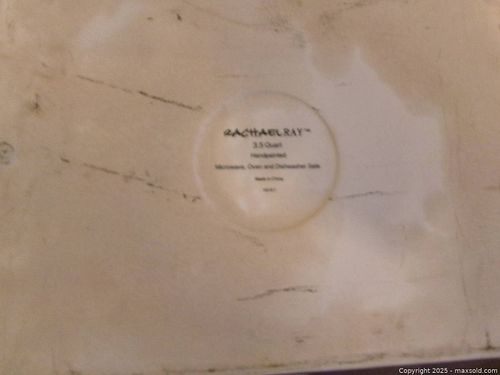 RACHAELRAY™
3.5 Quart
Handpainted
Microwave, Oven and Dishwasher Safe
Made in China
Copyright © 2025 - maxsold.com